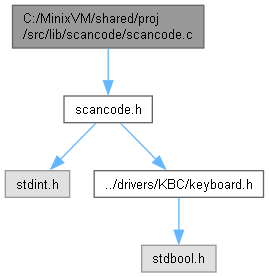 C:/MinixVM/shared/proj
/src/lib/scancode/scancode.c
scancode.h
stdint.h
../drivers/KBC/keyboard.h
stdbool.h